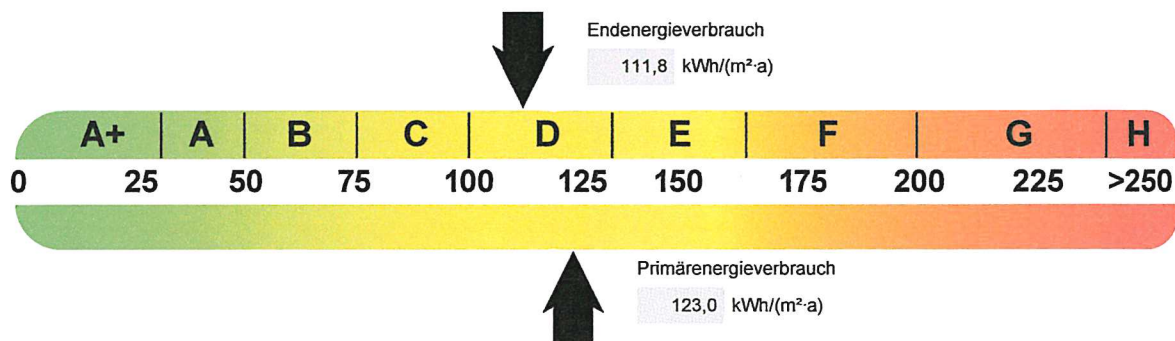 Endenergieverbrauch
111,8 kWh/(m²·a)
A+ A B C D E F G H
0 25 50 75 100 125 150 175 200 225 >250
Primärenergieverbrauch
123,0 kWh/(m²·a)